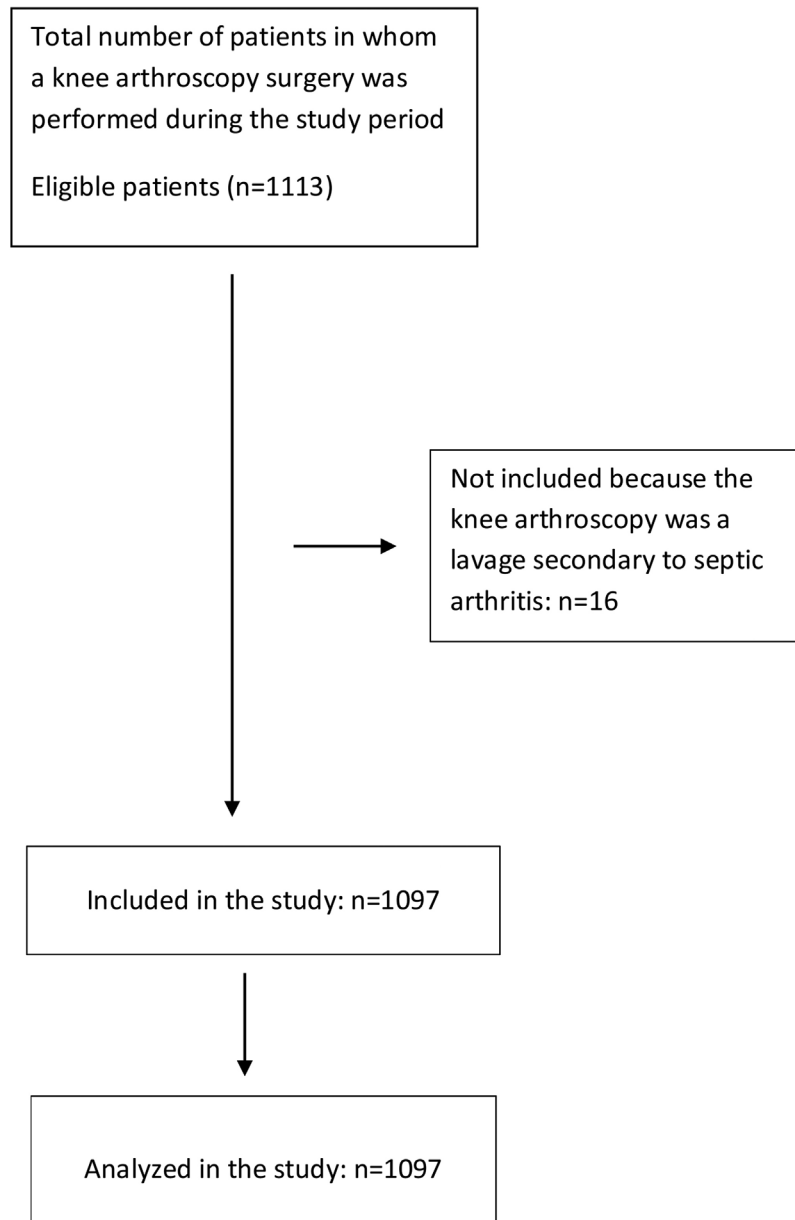 Total number of patients in whom
a knee arthroscopy surgery was
performed during the study period
Eligible patients (n=1113)
Not included because the
knee arthroscopy was a
lavage secondary to septic
arthritis: n=16
Included in the study: n=1097
Analyzed in the study: n=1097